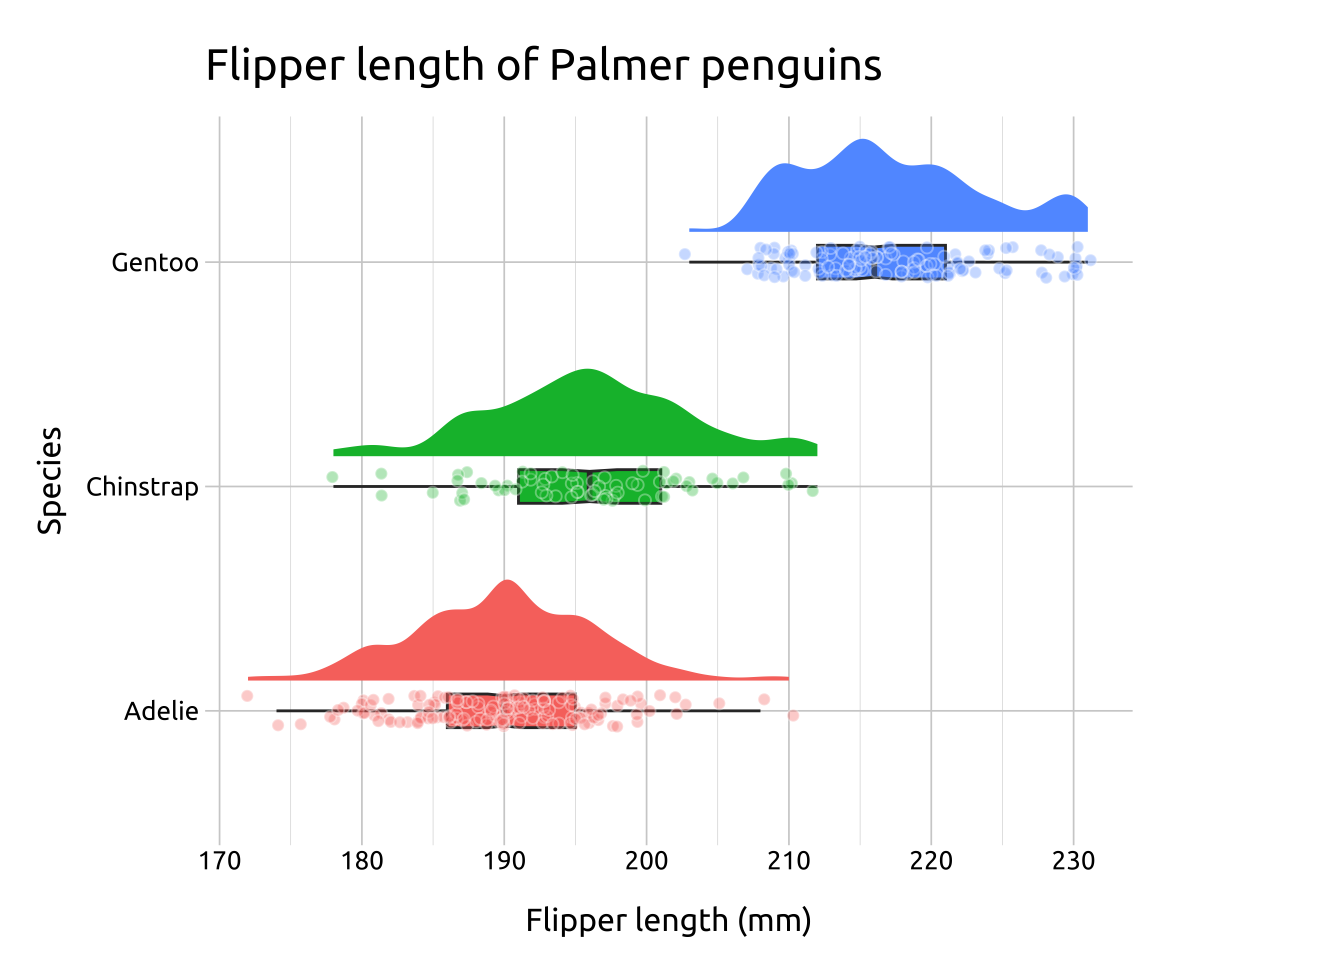 Flipper length of Palmer penguins
Species
Gentoo
Chinstrap
Adelie
170 180 190 200 210 220 230
Flipper length (mm)